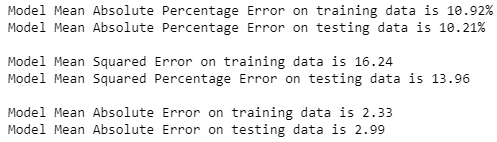 Model Mean Absolute Percentage Error on training data is 10.92%
Model Mean Absolute Percentage Error on testing data is 10.21%
Model Mean Squared Error on training data is 16.24
Model Mean Squared Percentage Error on testing data is 13.96
Model Mean Absolute Error on training data is 2.33
Model Mean Absolute Error on testing data is 2.99